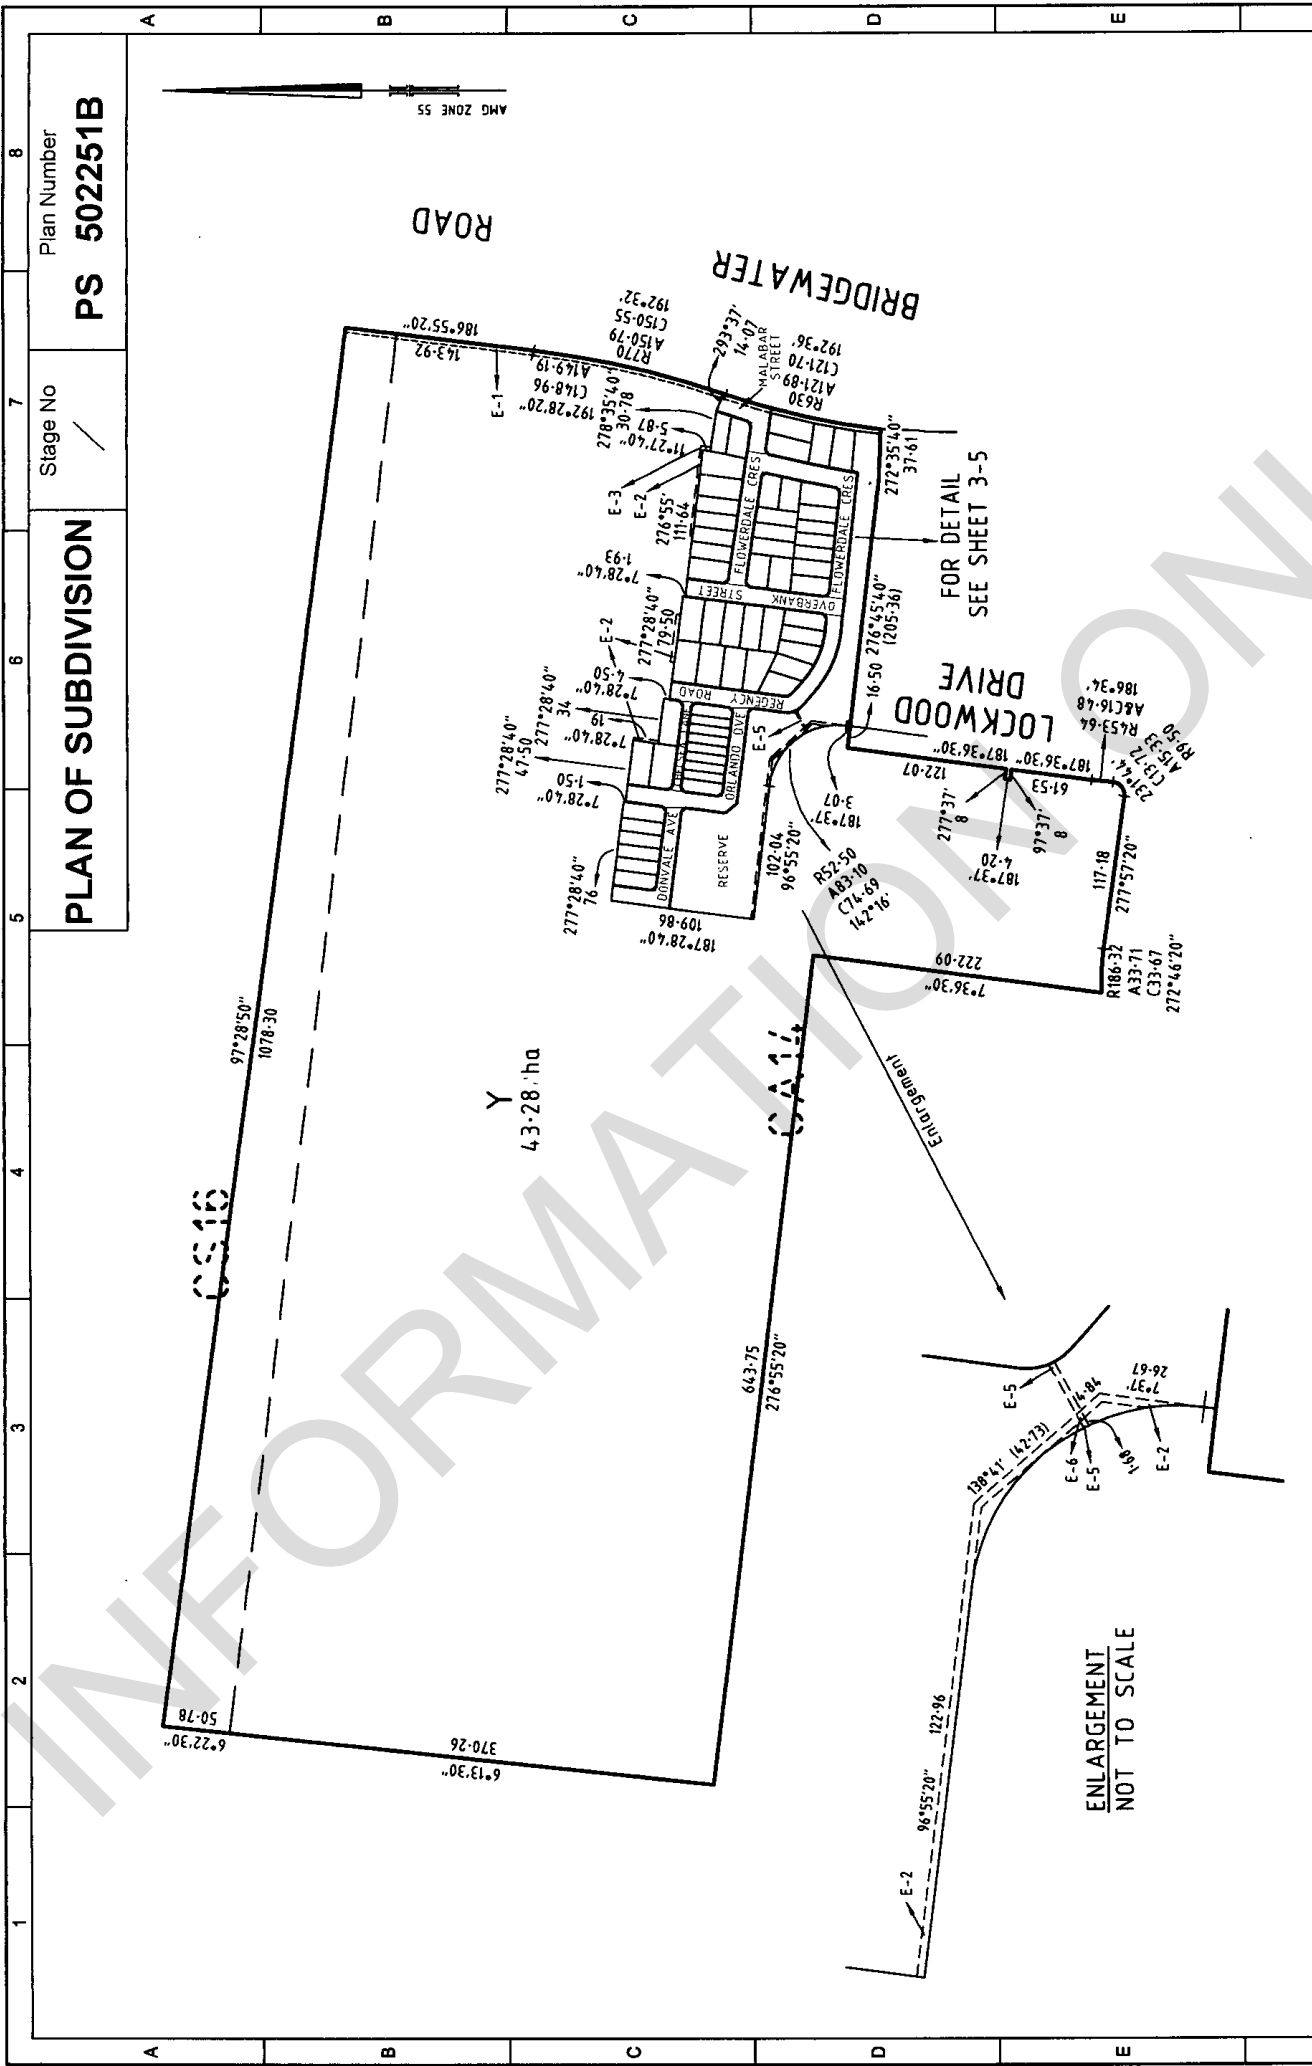 1
2
3
4
5
6
7
8
A
B
C
D
E
A
B
C
D
E
PLAN OF SUBDIVISION
Stage No
/
Plan Number
PS 502251B
AMG ZONE 55
BRIDGEWATER
ROAD
97°28'50"
1078·30
186°55'20"
143·92
E-1
192°28'20"
C148·96
A149·19
R770
A150·79
C150·55
192°32'
293°37'
14·07
MALABAR
STREET
R630
A121·89
C121·70
192°36'
278°35'40"
30·78
5·87
11°27'40"
E-3
E-2
276°55'
111·64
7°28'40"
1·93
E-2
277°28'40"
79·50
7°28'40"
4·50
277°28'40"
34
7°28'40"
19
277°28'40"
47·50
7°28'40"
1·50
277°28'40"
76
187°28'40"
109·86
FLOWERDALE CRES
FLOWERDALE CRES
OVERBANK
STREET
REGENCY
ROAD
ORLANDO DVE
DONVALE AVE
RESERVE
E-5
102·04
96°55'20"
R52·50
A83·10
C74·69
142°16'
187°37'
3·07
16·50
276°45'40"
(205·36)
272°35'40"
37·61
FOR DETAIL
SEE SHEET 3-5
LOCKWOOD
DRIVE
187°36'30"
122·07
277°37'
8
187°37'
4·20
97°37'
8
187°36'30"
61·53
R453·64
A&C16·48
186°34'
R9·50
A15·33
C13·72
231°44'
117·18
277°57'20"
R186·32
A33·71
C33·67
272°46'20"
7°36'30"
222·09
CS16
Y
43·28 ha
CA14
643·75
276°55'20"
6°22'30"
50·78
6°13'30"
370·26
Enlargement
E-2
96°55'20"
122·96
138°41' (42·73)
14·84
E-5
E-6
E-5
1·68
E-2
7°37'
26·67
ENLARGEMENT
NOT TO SCALE
INFORMATION ONL